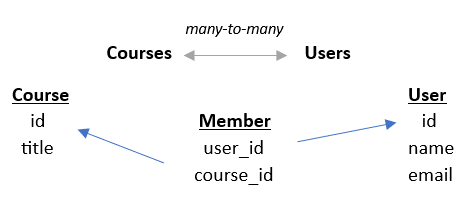 many-to-many
Courses Users
Course
id
title
Member
user_id
course_id
User
id
name
email